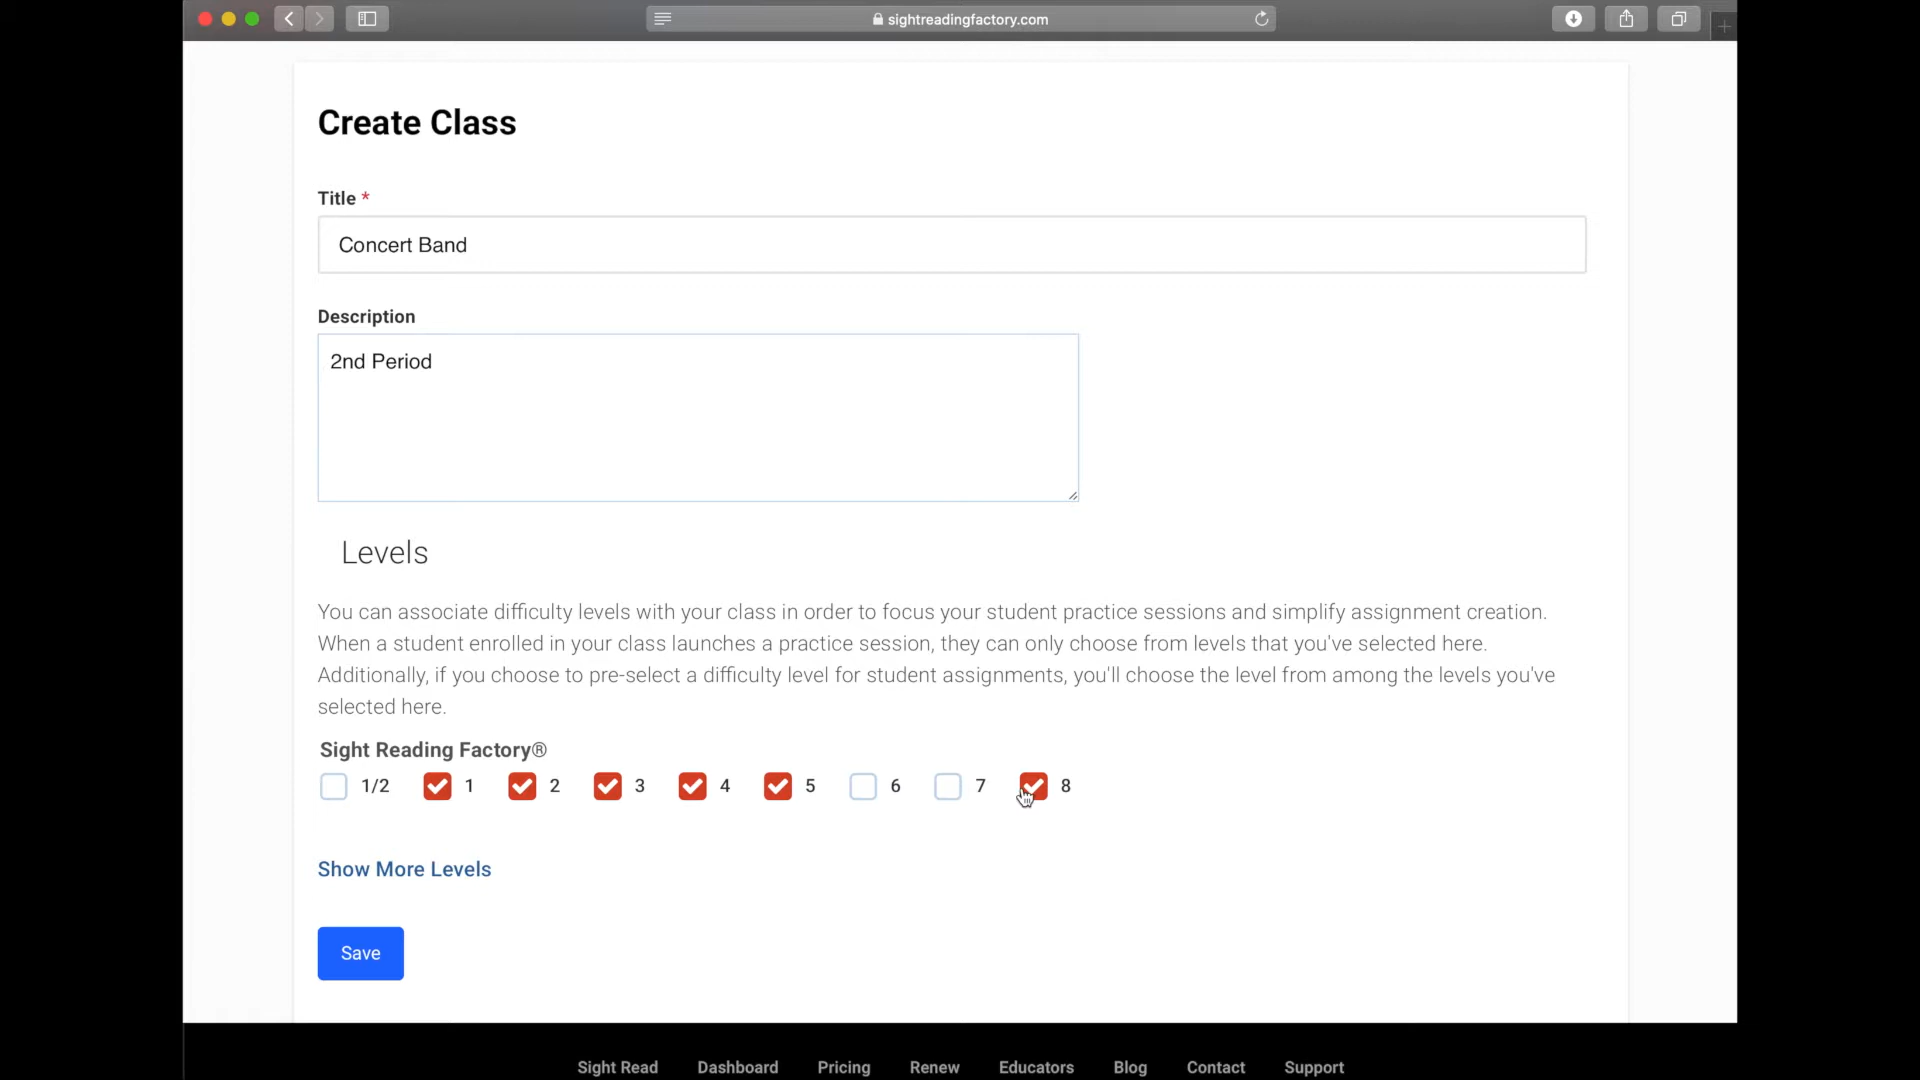 sightreadingfactory.com
Create Class
Title *
Concert Band
Description
2nd Period
Levels
You can associate difficulty levels with your class in order to focus your student practice sessions and simplify assignment creation.
When a student enrolled in your class launches a practice session, they can only choose from levels that you've selected here.
Additionally, if you choose to pre-select a difficulty level for student assignments, you'll choose the level from among the levels you've
selected here.
Sight Reading Factory®
1/2 1 2 3 4 5 6 7 8
Show More Levels
Save
Sight Read Dashboard Pricing Renew Educators Blog Contact Support